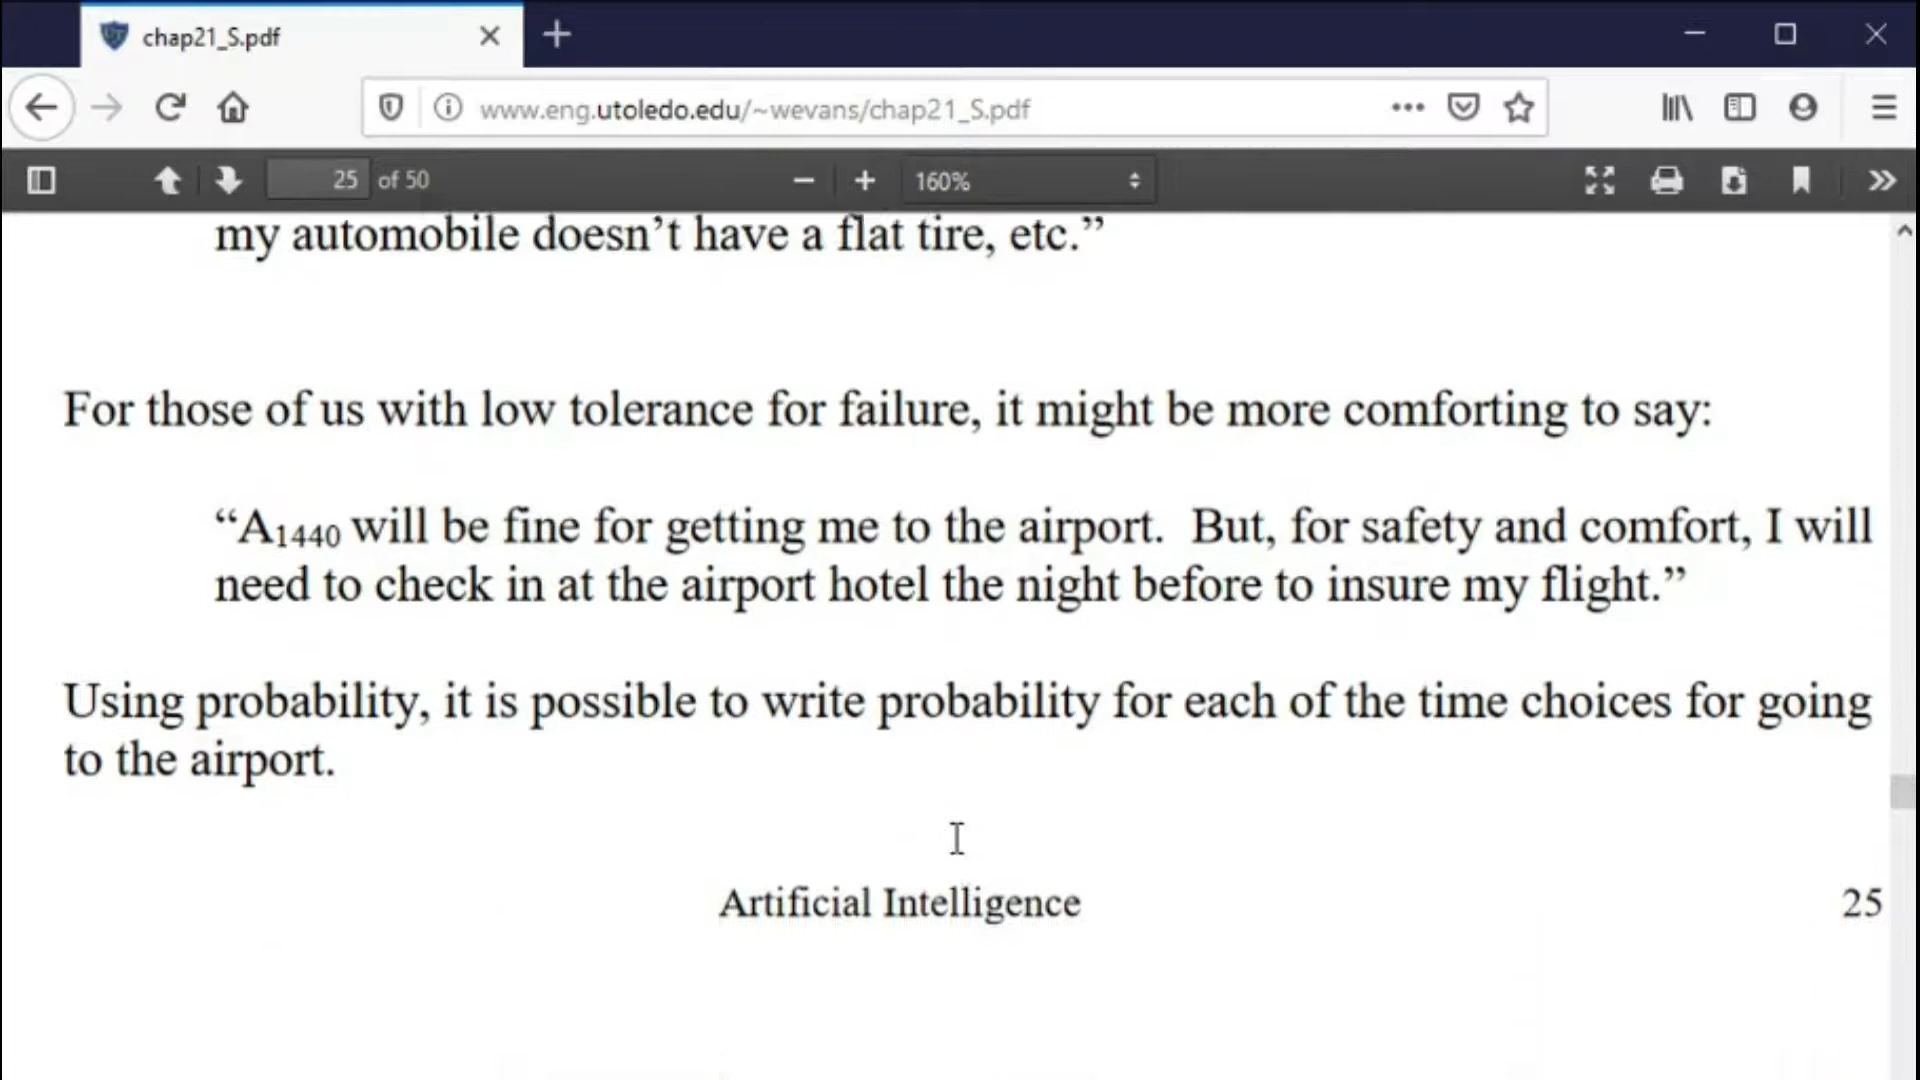 chap21_S.pdf
www.eng.utoledo.edu/~wevans/chap21_S.pdf
25 of 50
160%
my automobile doesn’t have a flat tire, etc.”
For those of us with low tolerance for failure, it might be more comforting to say:
“A1440 will be fine for getting me to the airport.  But, for safety and comfort, I will
need to check in at the airport hotel the night before to insure my flight.”
Using probability, it is possible to write probability for each of the time choices for going
to the airport.
Artificial Intelligence
25